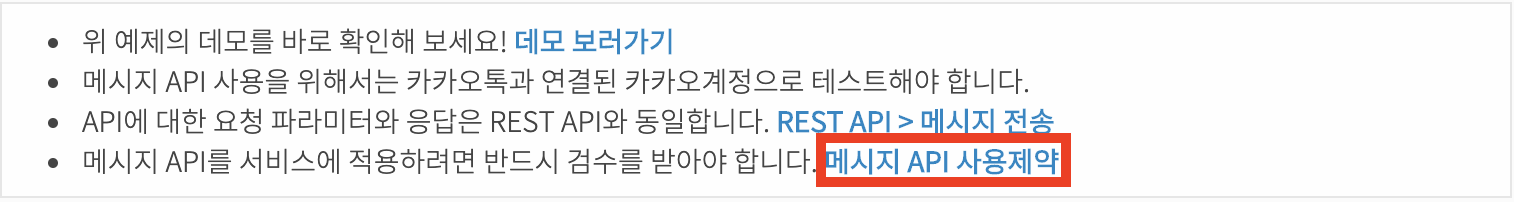 위 예제의 데모를 바로 확인해 보세요! 데모 보러가기
메시지 API 사용을 위해서는 카카오톡과 연결된 카카오계정으로 테스트해야 합니다.
API에 대한 요청 파라미터와 응답은 REST API와 동일합니다. REST API > 메시지 전송
메시지 API를 서비스에 적용하려면 반드시 검수를 받아야 합니다. 메시지 API 사용제약